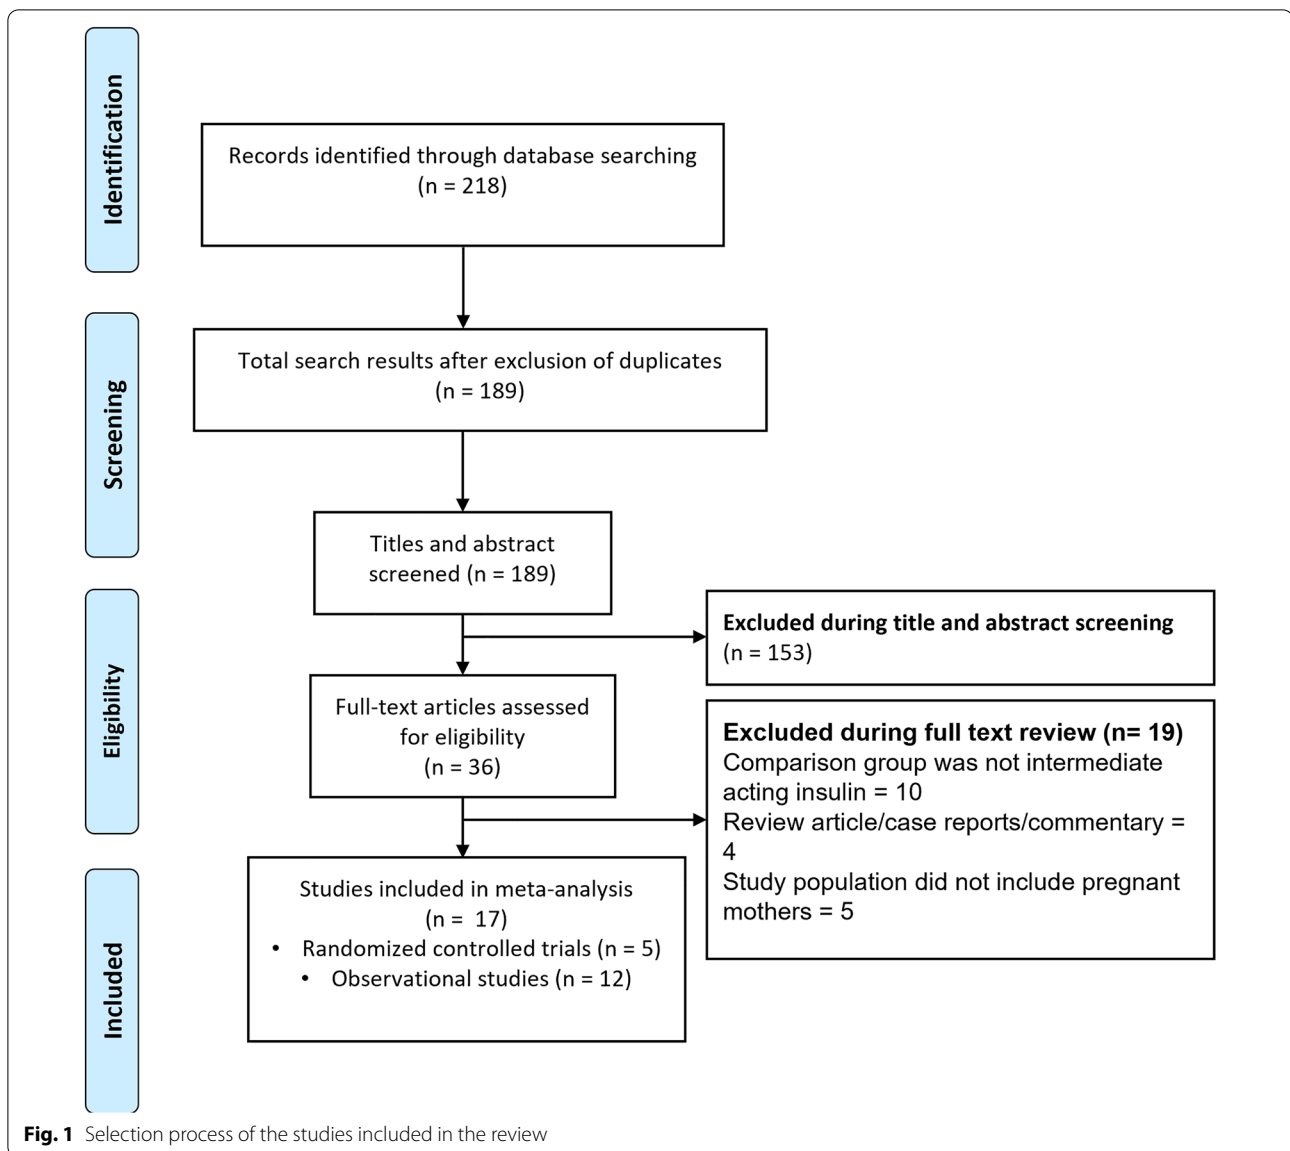 Identification
Records identified through database searching
(n = 218)
Screening
Total search results after exclusion of duplicates
(n = 189)
Titles and abstract
screened (n = 189)
Excluded during title and abstract screening
(n = 153)
Eligibility
Full-text articles assessed
for eligibility
(n = 36)
Excluded during full text review (n= 19)
Comparison group was not intermediate
acting insulin = 10
Review article/case reports/commentary =
4
Study population did not include pregnant
mothers = 5
Included
Studies included in meta-analysis
(n =  17)
• Randomized controlled trials (n = 5)
• Observational studies (n = 12)
Fig. 1 Selection process of the studies included in the review